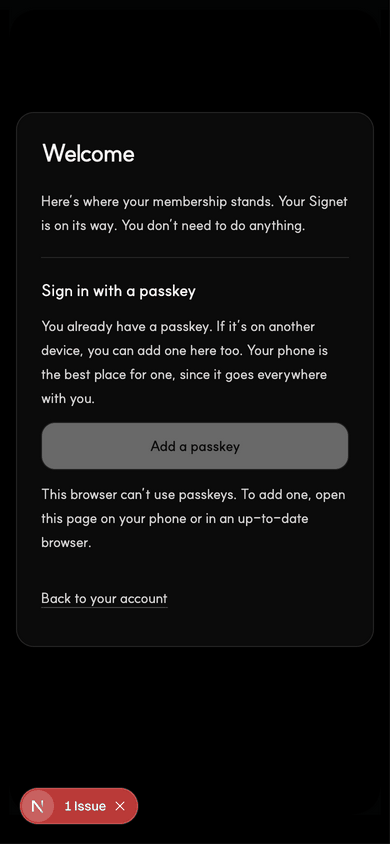 Welcome
Here's where your membership stands. Your Signet
is on its way. You don't need to do anything.
Sign in with a passkey
You already have a passkey. If it's on another
device, you can add one here too. Your phone is
the best place for one, since it goes everywhere
with you.
Add a passkey
This browser can't use passkeys. To add one, open
this page on your phone or in an up-to-date
browser.
Back to your account
N 1 Issue ×